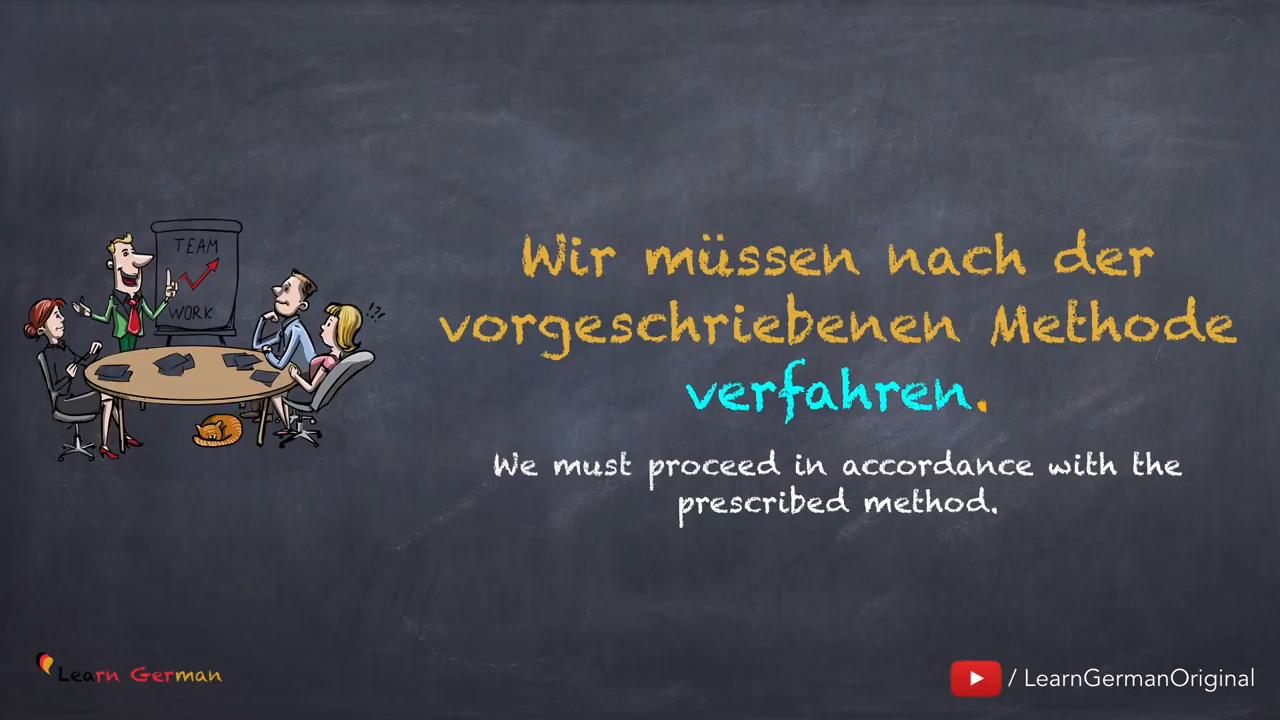 TEAM
WORK
!?!
Wir müssen nach der
vorgeschriebenen Methode
verfahren.
We must proceed in accordance with the
prescribed method.
Learn German
/ LearnGermanOriginal